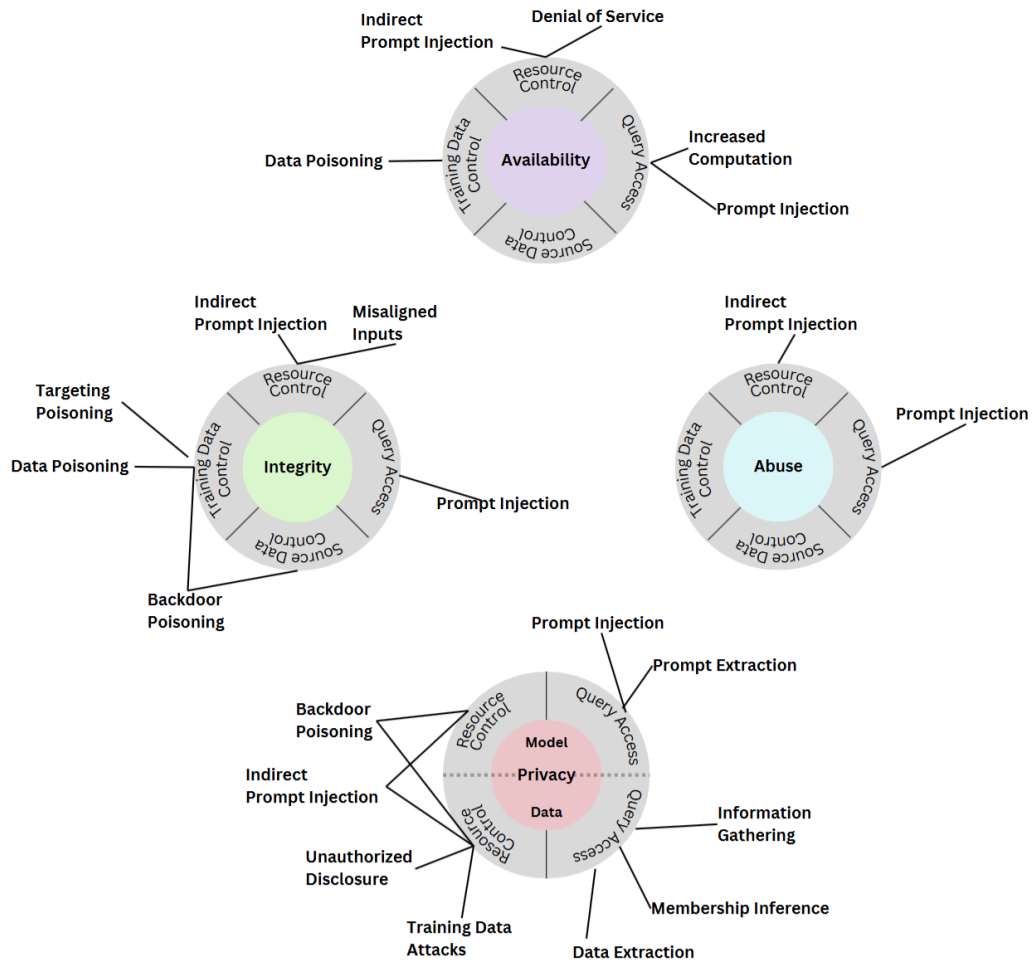 Indirect
Prompt Injection
Denial of Service
Resource
Control
Training Data
Control
Query Access
Source Data
Control
Availability
Data Poisoning
Increased
Computation
Prompt Injection
Indirect
Prompt Injection
Misaligned
Inputs
Targeting
Poisoning
Data Poisoning
Resource
Control
Training Data
Control
Query Access
Source Data
Control
Integrity
Prompt Injection
Backdoor
Poisoning
Indirect
Prompt Injection
Resource
Control
Training Data
Control
Query Access
Source Data
Control
Abuse
Prompt Injection
Prompt Injection
Prompt Extraction
Backdoor
Poisoning
Resource
Control
Query Access
Model
Privacy
Data
Indirect
Prompt Injection
Resource
Control
Query Access
Information
Gathering
Unauthorized
Disclosure
Membership Inference
Training Data
Attacks
Data Extraction